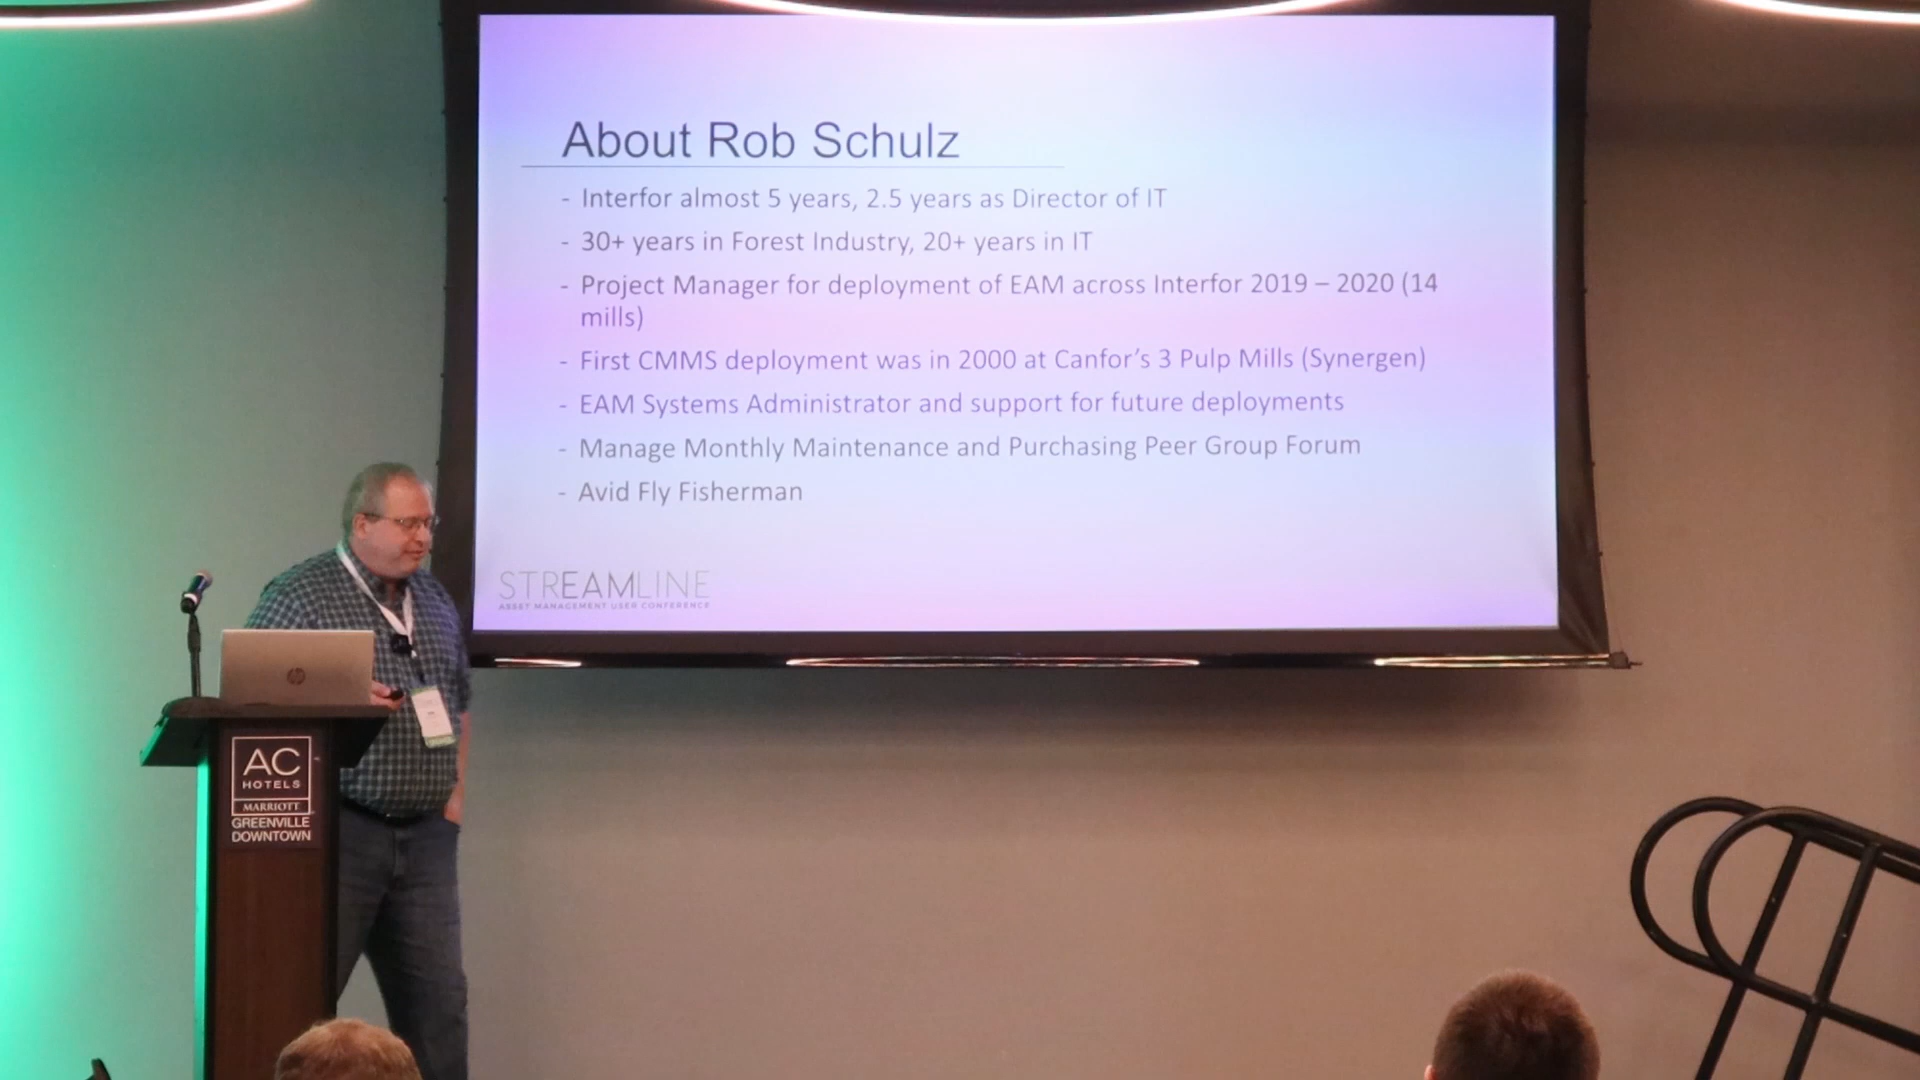 About Rob Schulz
- Interfor almost 5 years, 2.5 years as Director of IT
- 30+ years in Forest Industry, 20+ years in IT
- Project Manager for deployment of EAM across Interfor 2019 – 2020 (14
mills)
- First CMMS deployment was in 2000 at Canfor’s 3 Pulp Mills (Synergen)
- EAM Systems Administrator and support for future deployments
- Manage Monthly Maintenance and Purchasing Peer Group Forum
- Avid Fly Fisherman
STREAMLINE
ASSET MANAGEMENT USER CONFERENCE
hp
AC
HOTELS
MARRIOTT
GREENVILLE
DOWNTOWN